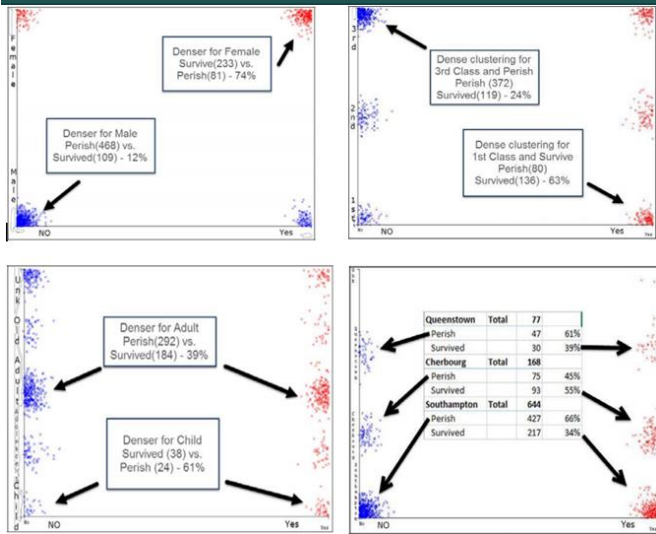 Female
Denser for Female
Survive(233) vs.
Perish(81) - 74%
Denser for Male
Perish(468) vs.
Survived(109) - 12%
Male
NO
Yes
3rd
Dense clustering for
3rd Class and Perish
Perish (372)
Survived(119) - 24%
2nd
Dense clustering for
1st Class and Survive
Perish(80)
Survived(136) - 63%
1st
NO
Yes
Unk
Old
Adult
Denser for Adult
Perish(292) vs.
Survived(184) - 39%
Denser for Child
Survived (38) vs.
Perish (24) - 61%
Child
NO
Yes
Queenstown Total 77
Perish 47 61%
Survived 30 39%
Cherbourg Total 168
Perish 75 45%
Survived 93 55%
Southampton Total 644
Perish 427 66%
Survived 217 34%
NO
Yes